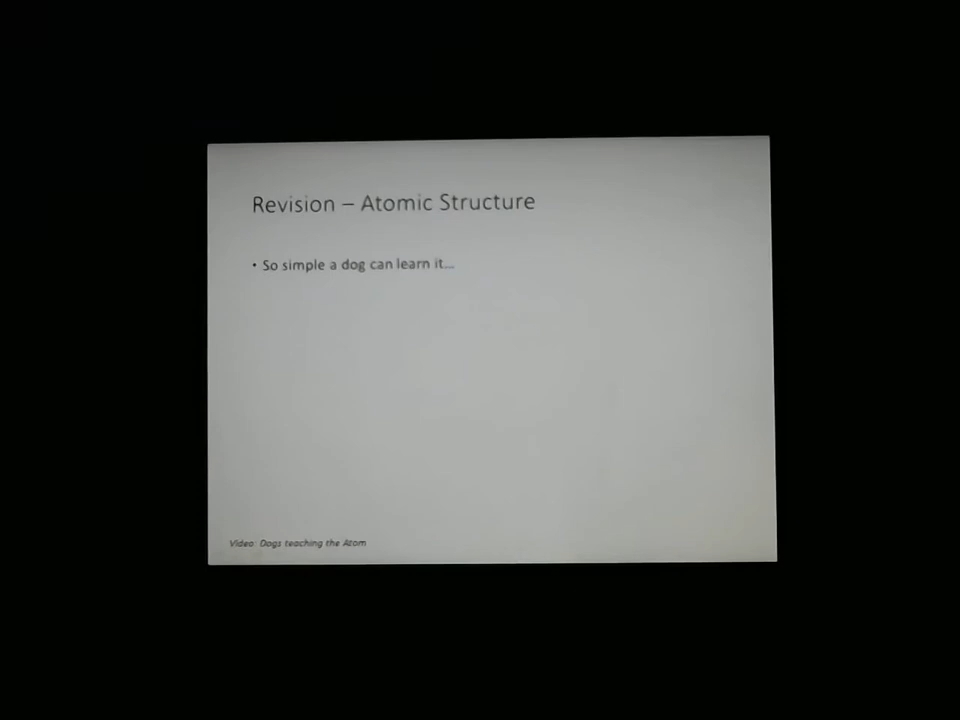 Revision – Atomic Structure
• So simple a dog can learn it...
Video: Dogs teaching the Atom